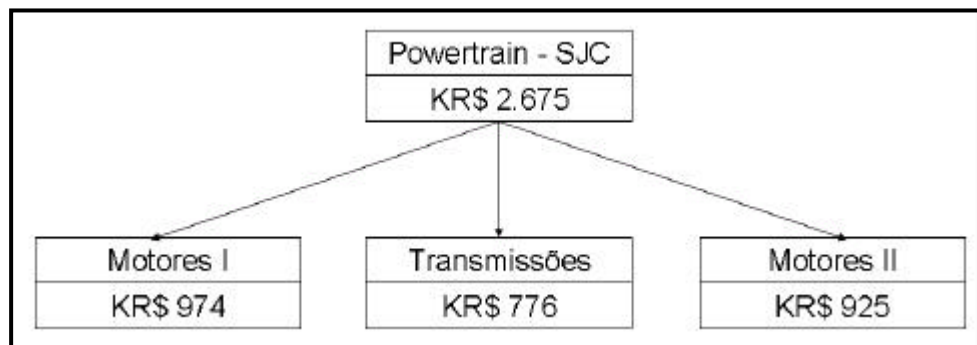 Powertrain - SJC
KR$ 2.675
Motores I
KR$ 974
Transmissões
KR$ 776
Motores II
KR$ 925